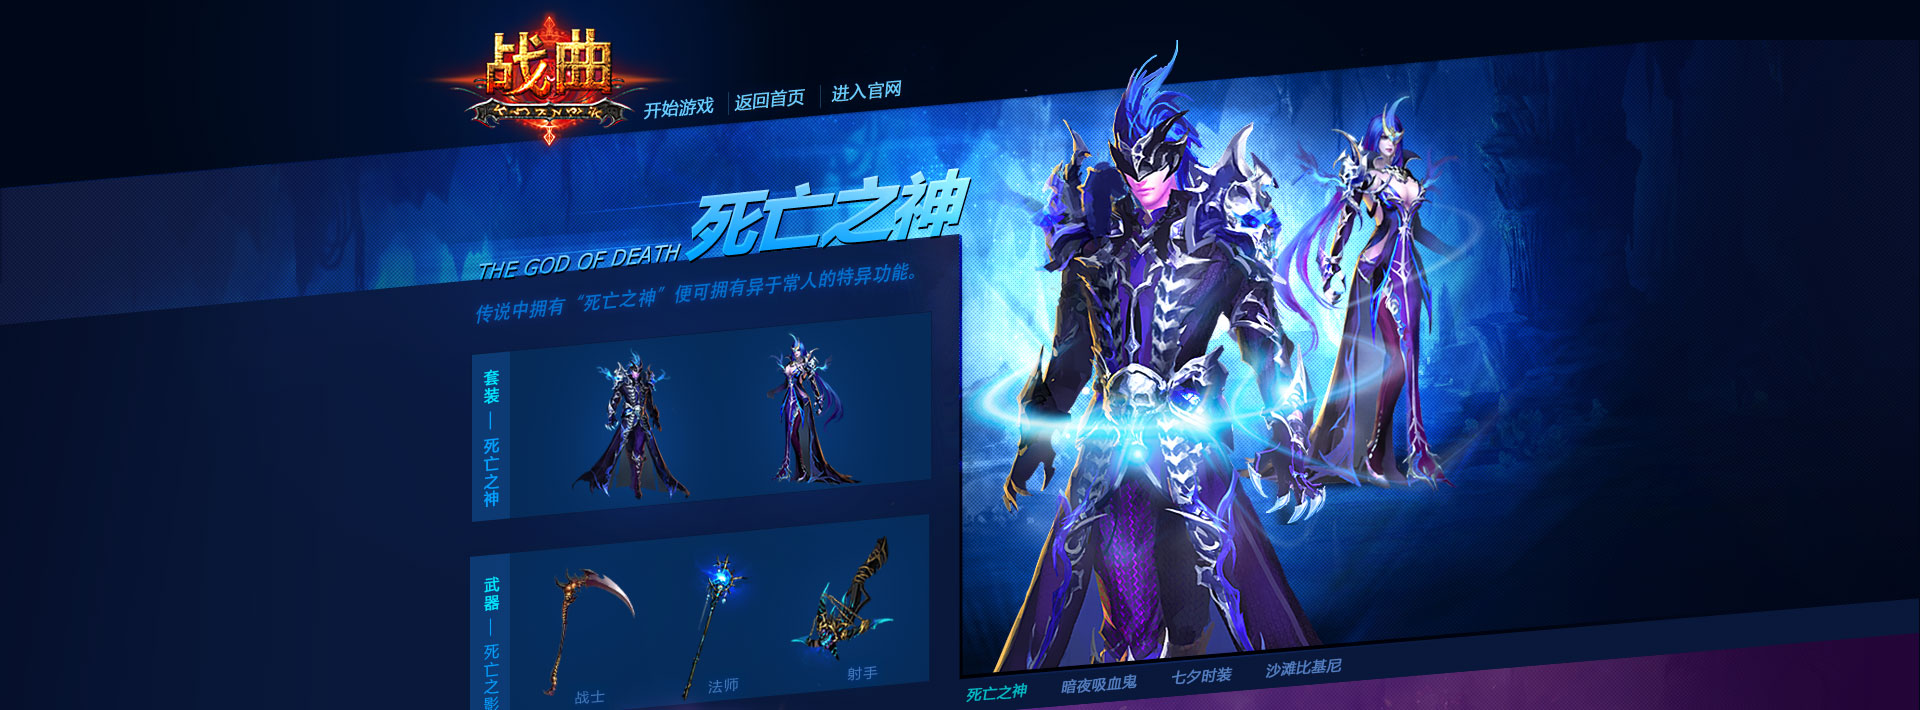 战曲
开始游戏
返回首页
进入官网
THE GOD OF DEATH 死亡之神
传说中拥有“死亡之神”便可拥有异于常人的特异功能。
套装 — 死亡之神
武器 — 死亡之影
战士
法师
射手
死亡之神
暗夜吸血鬼
七夕时装
沙滩比基尼